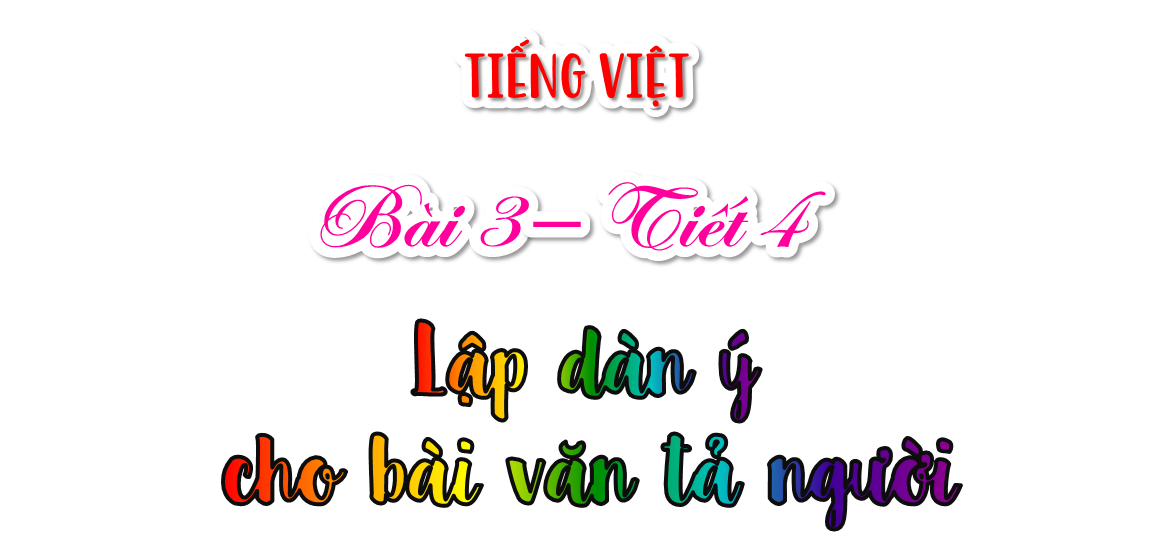 TIẾNG VIỆT
Bài 3– Tiết 4
Lập dàn ý
cho bài văn tả người